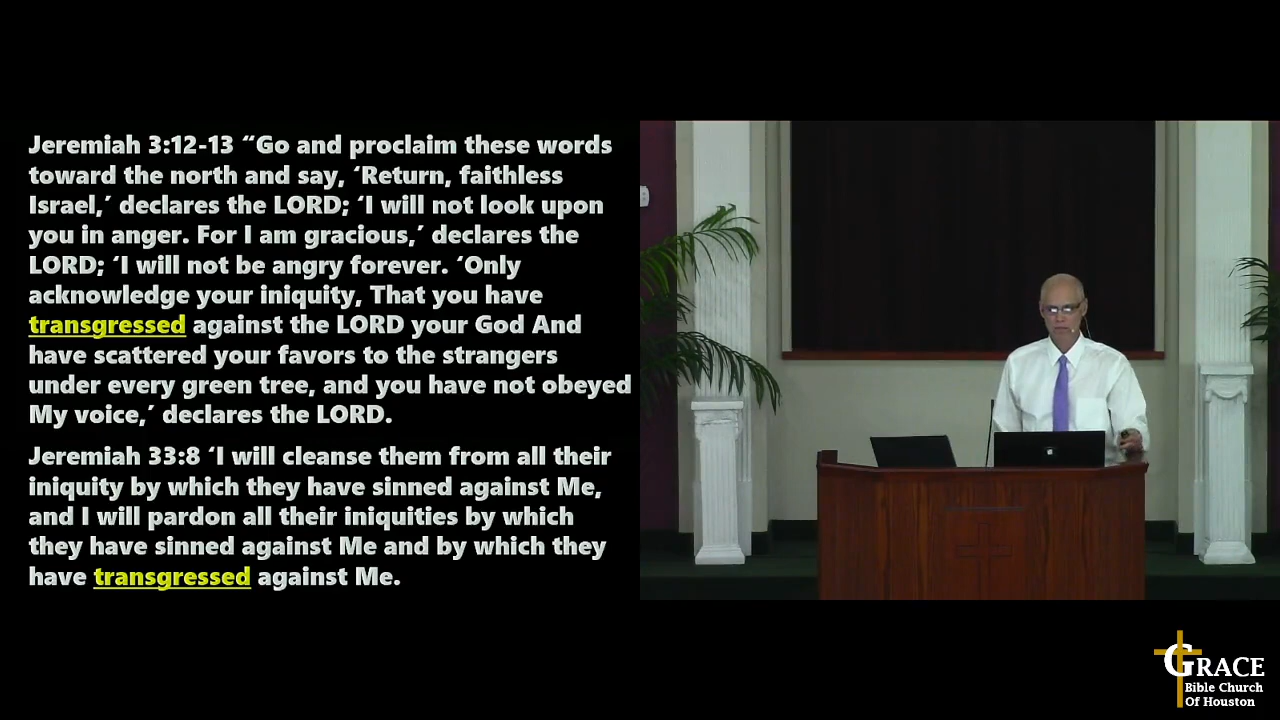 Jeremiah 3:12-13 “Go and proclaim these words
toward the north and say, ‘Return, faithless
Israel,’ declares the LORD; ‘I will not look upon
you in anger. For I am gracious,’ declares the
LORD; ‘I will not be angry forever. ‘Only
acknowledge your iniquity, That you have
transgressed against the LORD your God And
have scattered your favors to the strangers
under every green tree, and you have not obeyed
My voice,’ declares the LORD.
Jeremiah 33:8 ‘I will cleanse them from all their
iniquity by which they have sinned against Me,
and I will pardon all their iniquities by which
they have sinned against Me and by which they
have transgressed against Me.
GRACE
Bible Church
Of Houston